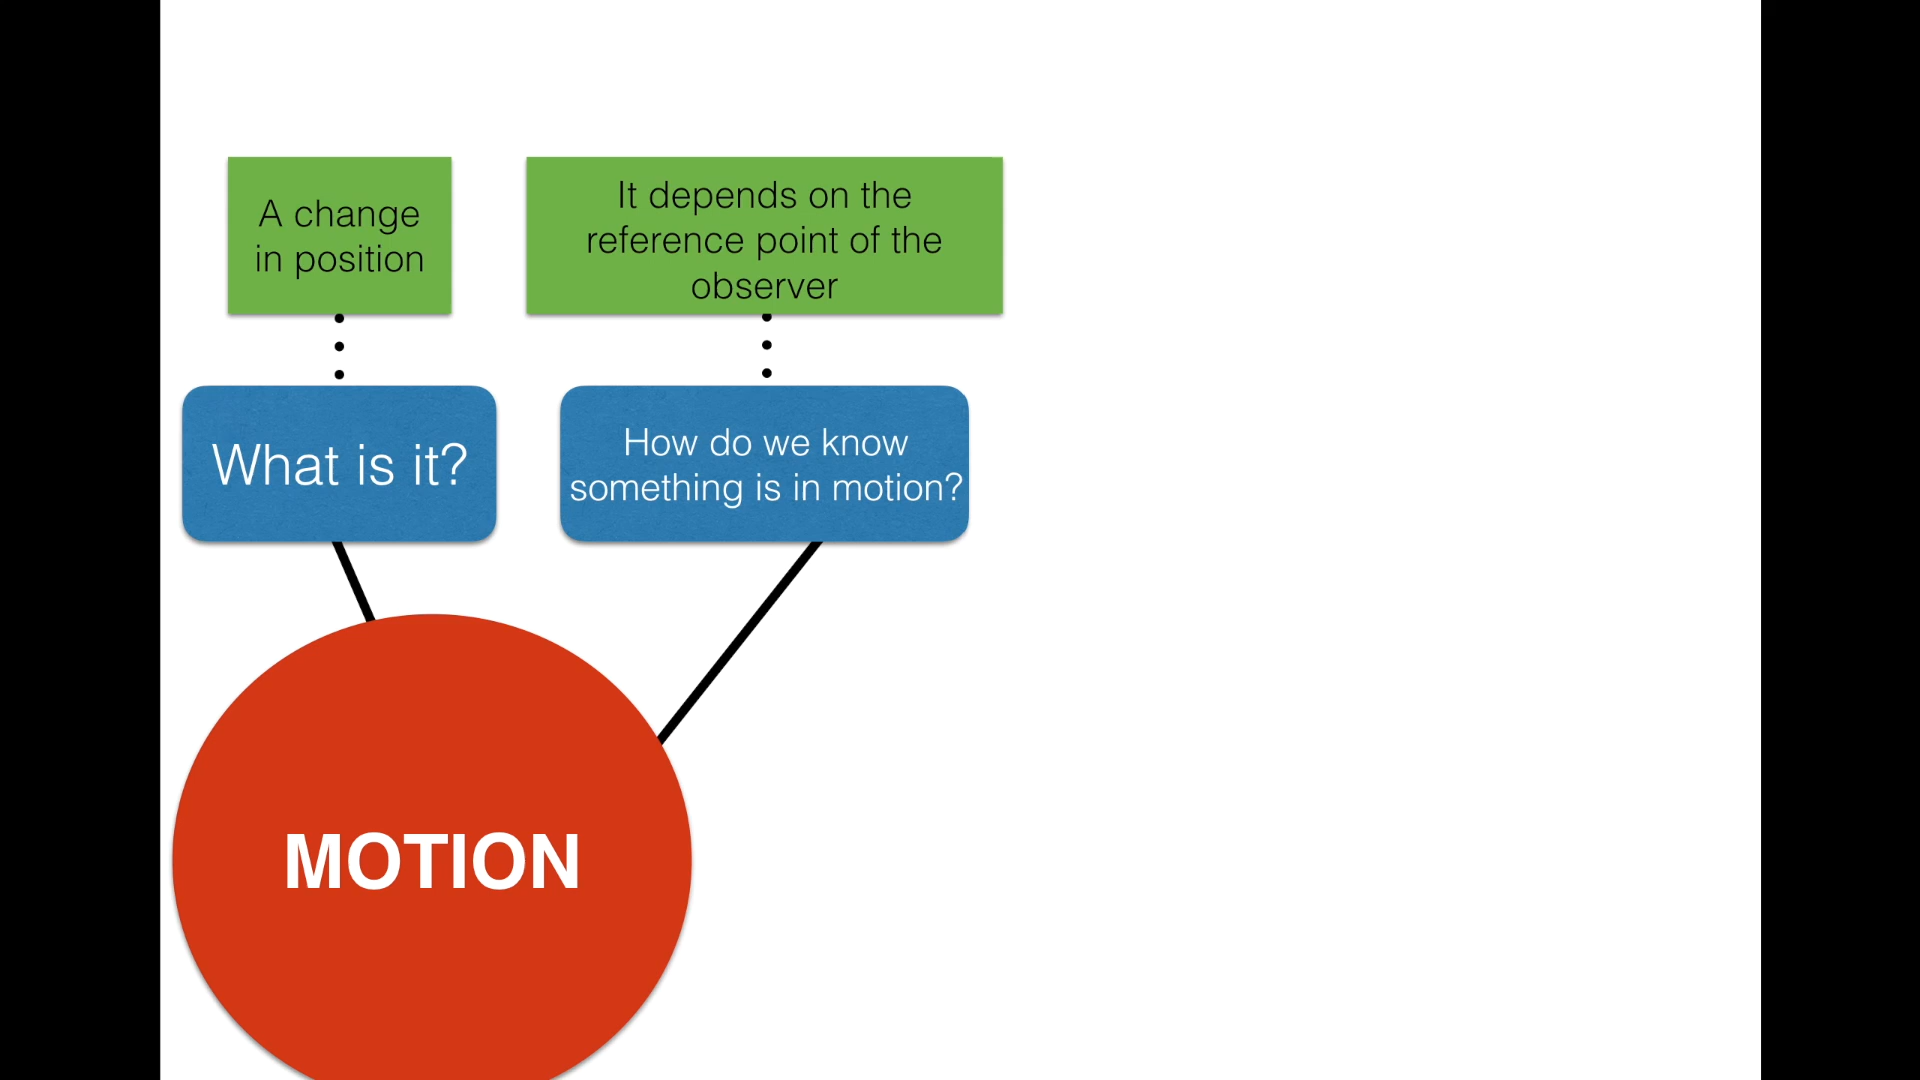 A change
in position
It depends on the
reference point of the
observer
What is it?
How do we know
something is in motion?
MOTION